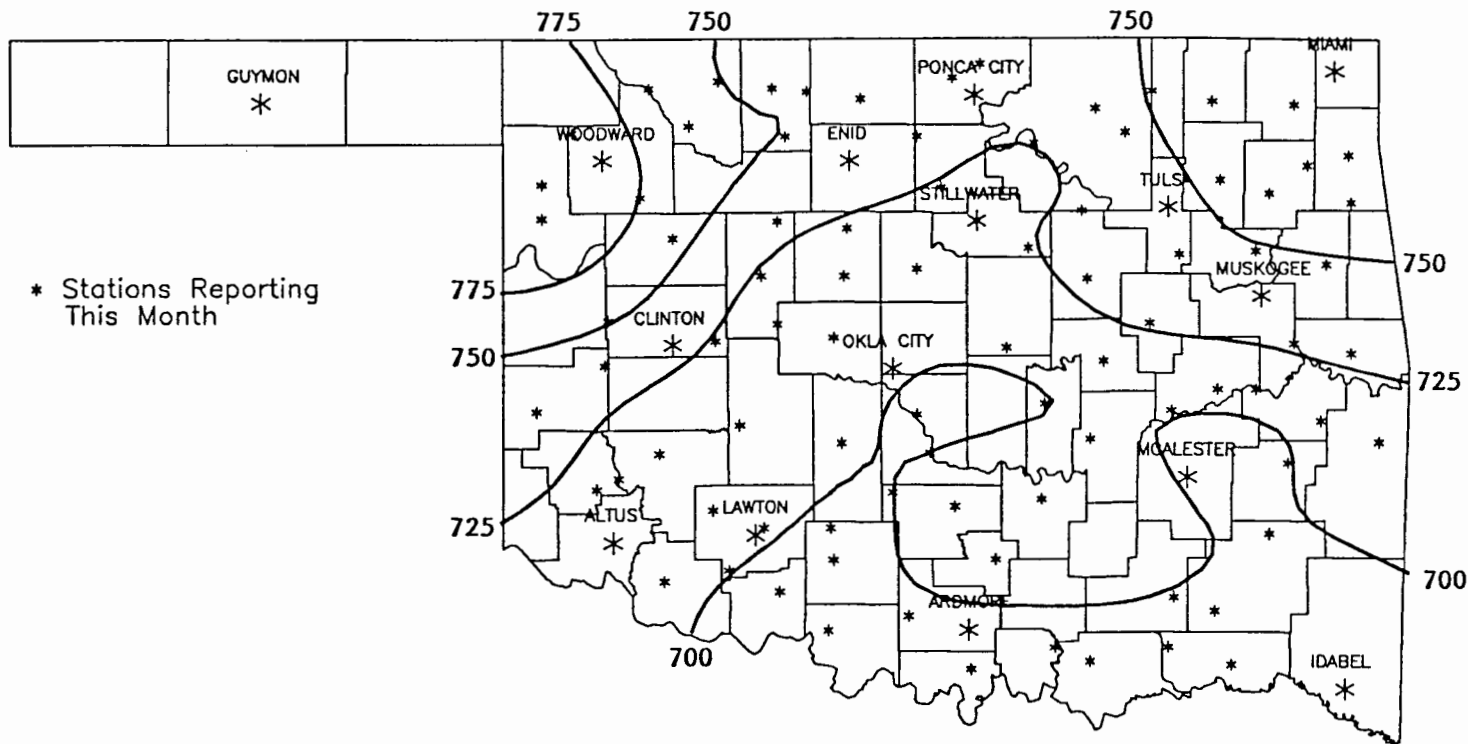 775 750 750
MIAMI
GUYMON
PONCA CITY
WOODWARD
ENID
TULS
STILLWATER
* Stations Reporting
This Month
775
750
MUSKOGEE
CLINTON
OKLA CITY
750
725
MCALESTER
725
ALTUS
LAWTON
700
ARDMORE
700
IDABEL